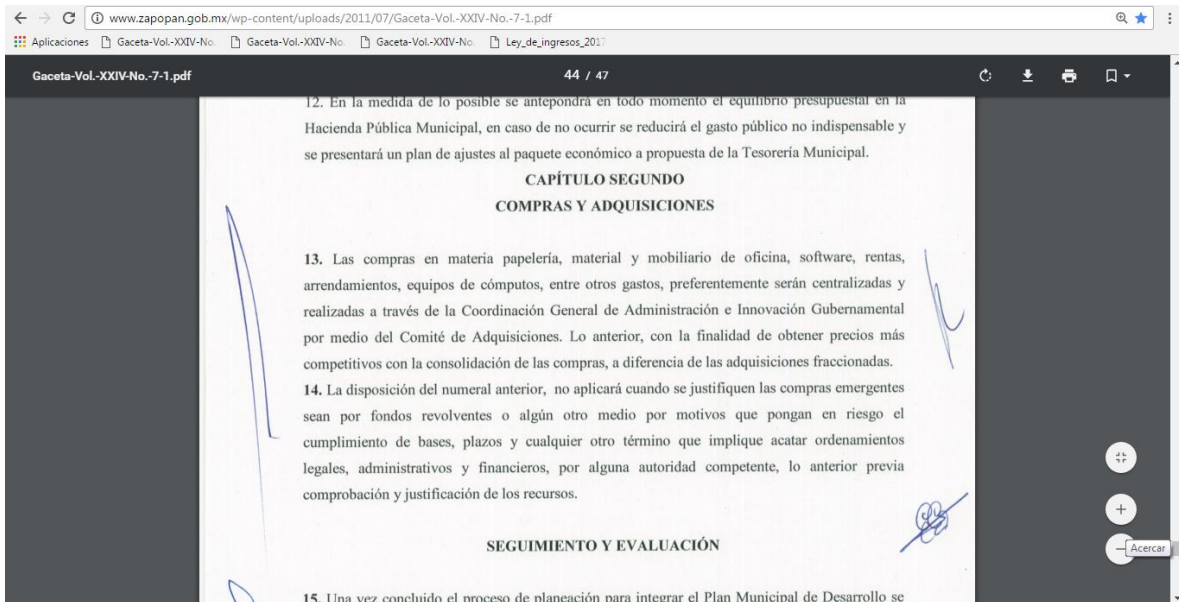 www.zapopan.gob.mx/wp-content/uploads/2011/07/Gaceta-Vol.-XXIV-No.-7-1.pdf
Aplicaciones Gaceta-Vol.-XXIV-No. Gaceta-Vol.-XXIV-No. Gaceta-Vol.-XXIV-No. Ley_de_ingresos_2017
Gaceta-Vol.-XXIV-No.-7-1.pdf 44 / 47
12. En la medida de lo posible se antepondrá en todo momento el equilibrio presupuestal en la
Hacienda Pública Municipal, en caso de no ocurrir se reducirá el gasto público no indispensable y
se presentará un plan de ajustes al paquete económico a propuesta de la Tesorería Municipal.
CAPÍTULO SEGUNDO
COMPRAS Y ADQUISICIONES
13. Las compras en materia papelería, material y mobiliario de oficina, software, rentas,
arrendamientos, equipos de cómputos, entre otros gastos, preferentemente serán centralizadas y
realizadas a través de la Coordinación General de Administración e Innovación Gubernamental
por medio del Comité de Adquisiciones. Lo anterior, con la finalidad de obtener precios más
competitivos con la consolidación de las compras, a diferencia de las adquisiciones fraccionadas.
14. La disposición del numeral anterior, no aplicará cuando se justifiquen las compras emergentes
sean por fondos revolventes o algún otro medio por motivos que pongan en riesgo el
cumplimiento de bases, plazos y cualquier otro término que implique acatar ordenamientos
legales, administrativos y financieros, por alguna autoridad competente, lo anterior previa
comprobación y justificación de los recursos.
SEGUIMIENTO Y EVALUACIÓN
Acercar
15. Una vez concluido el proceso de planeación para integrar el Plan Municipal de Desarrollo se